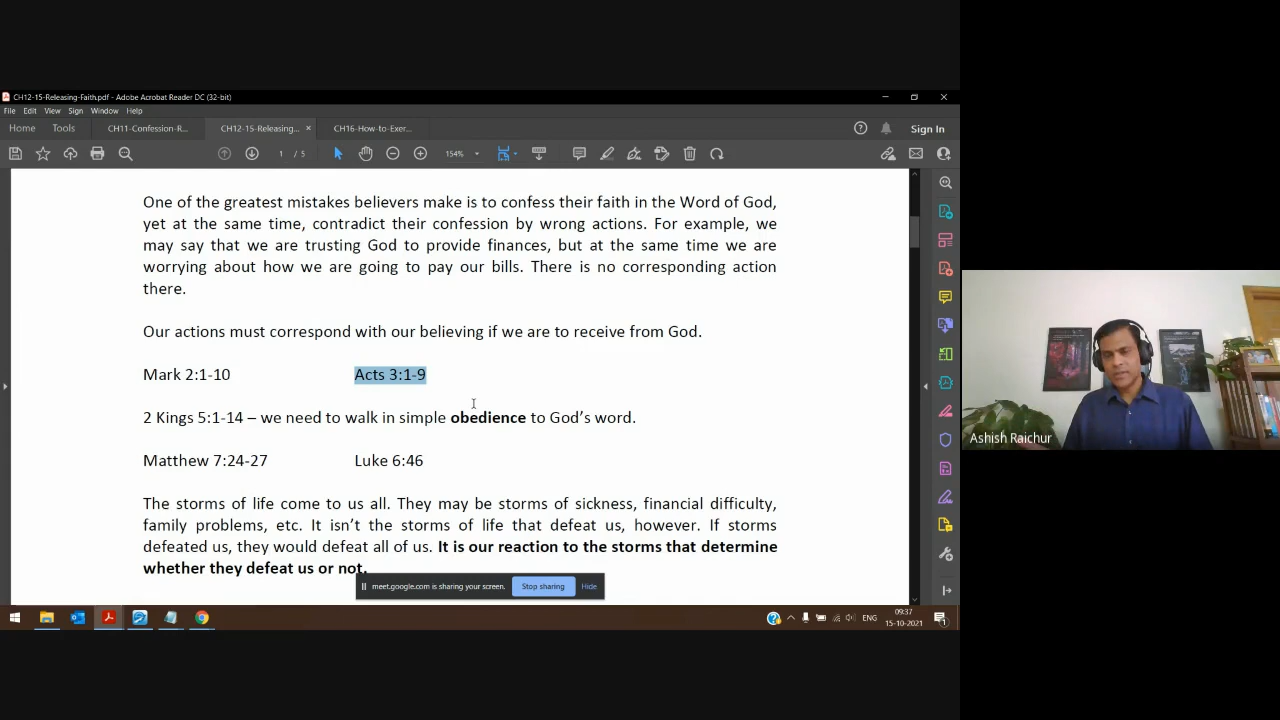 CH12-15-Releasing-Faith.pdf - Adobe Acrobat Reader DC (32-bit)
File Edit View Sign Window Help
Home Tools CH11-Confession-R... CH12-15-Releasing... × CH16-How-to-Exer... Sign In
1 / 5 154%
One of the greatest mistakes believers make is to confess their faith in the Word of God,
yet at the same time, contradict their confession by wrong actions. For example, we
may say that we are trusting God to provide finances, but at the same time we are
worrying about how we are going to pay our bills. There is no corresponding action
there.
Our actions must correspond with our believing if we are to receive from God.
Mark 2:1-10 Acts 3:1-9
2 Kings 5:1-14 – we need to walk in simple obedience to God's word.
Matthew 7:24-27 Luke 6:46
The storms of life come to us all. They may be storms of sickness, financial difficulty,
family problems, etc. It isn't the storms of life that defeat us, however. If storms
defeated us, they would defeat all of us. It is our reaction to the storms that determine
whether they defeat us or not.
meet.google.com is sharing your screen. Stop sharing Hide
ENG
09:37
15-10-2021
Ashish Raichur